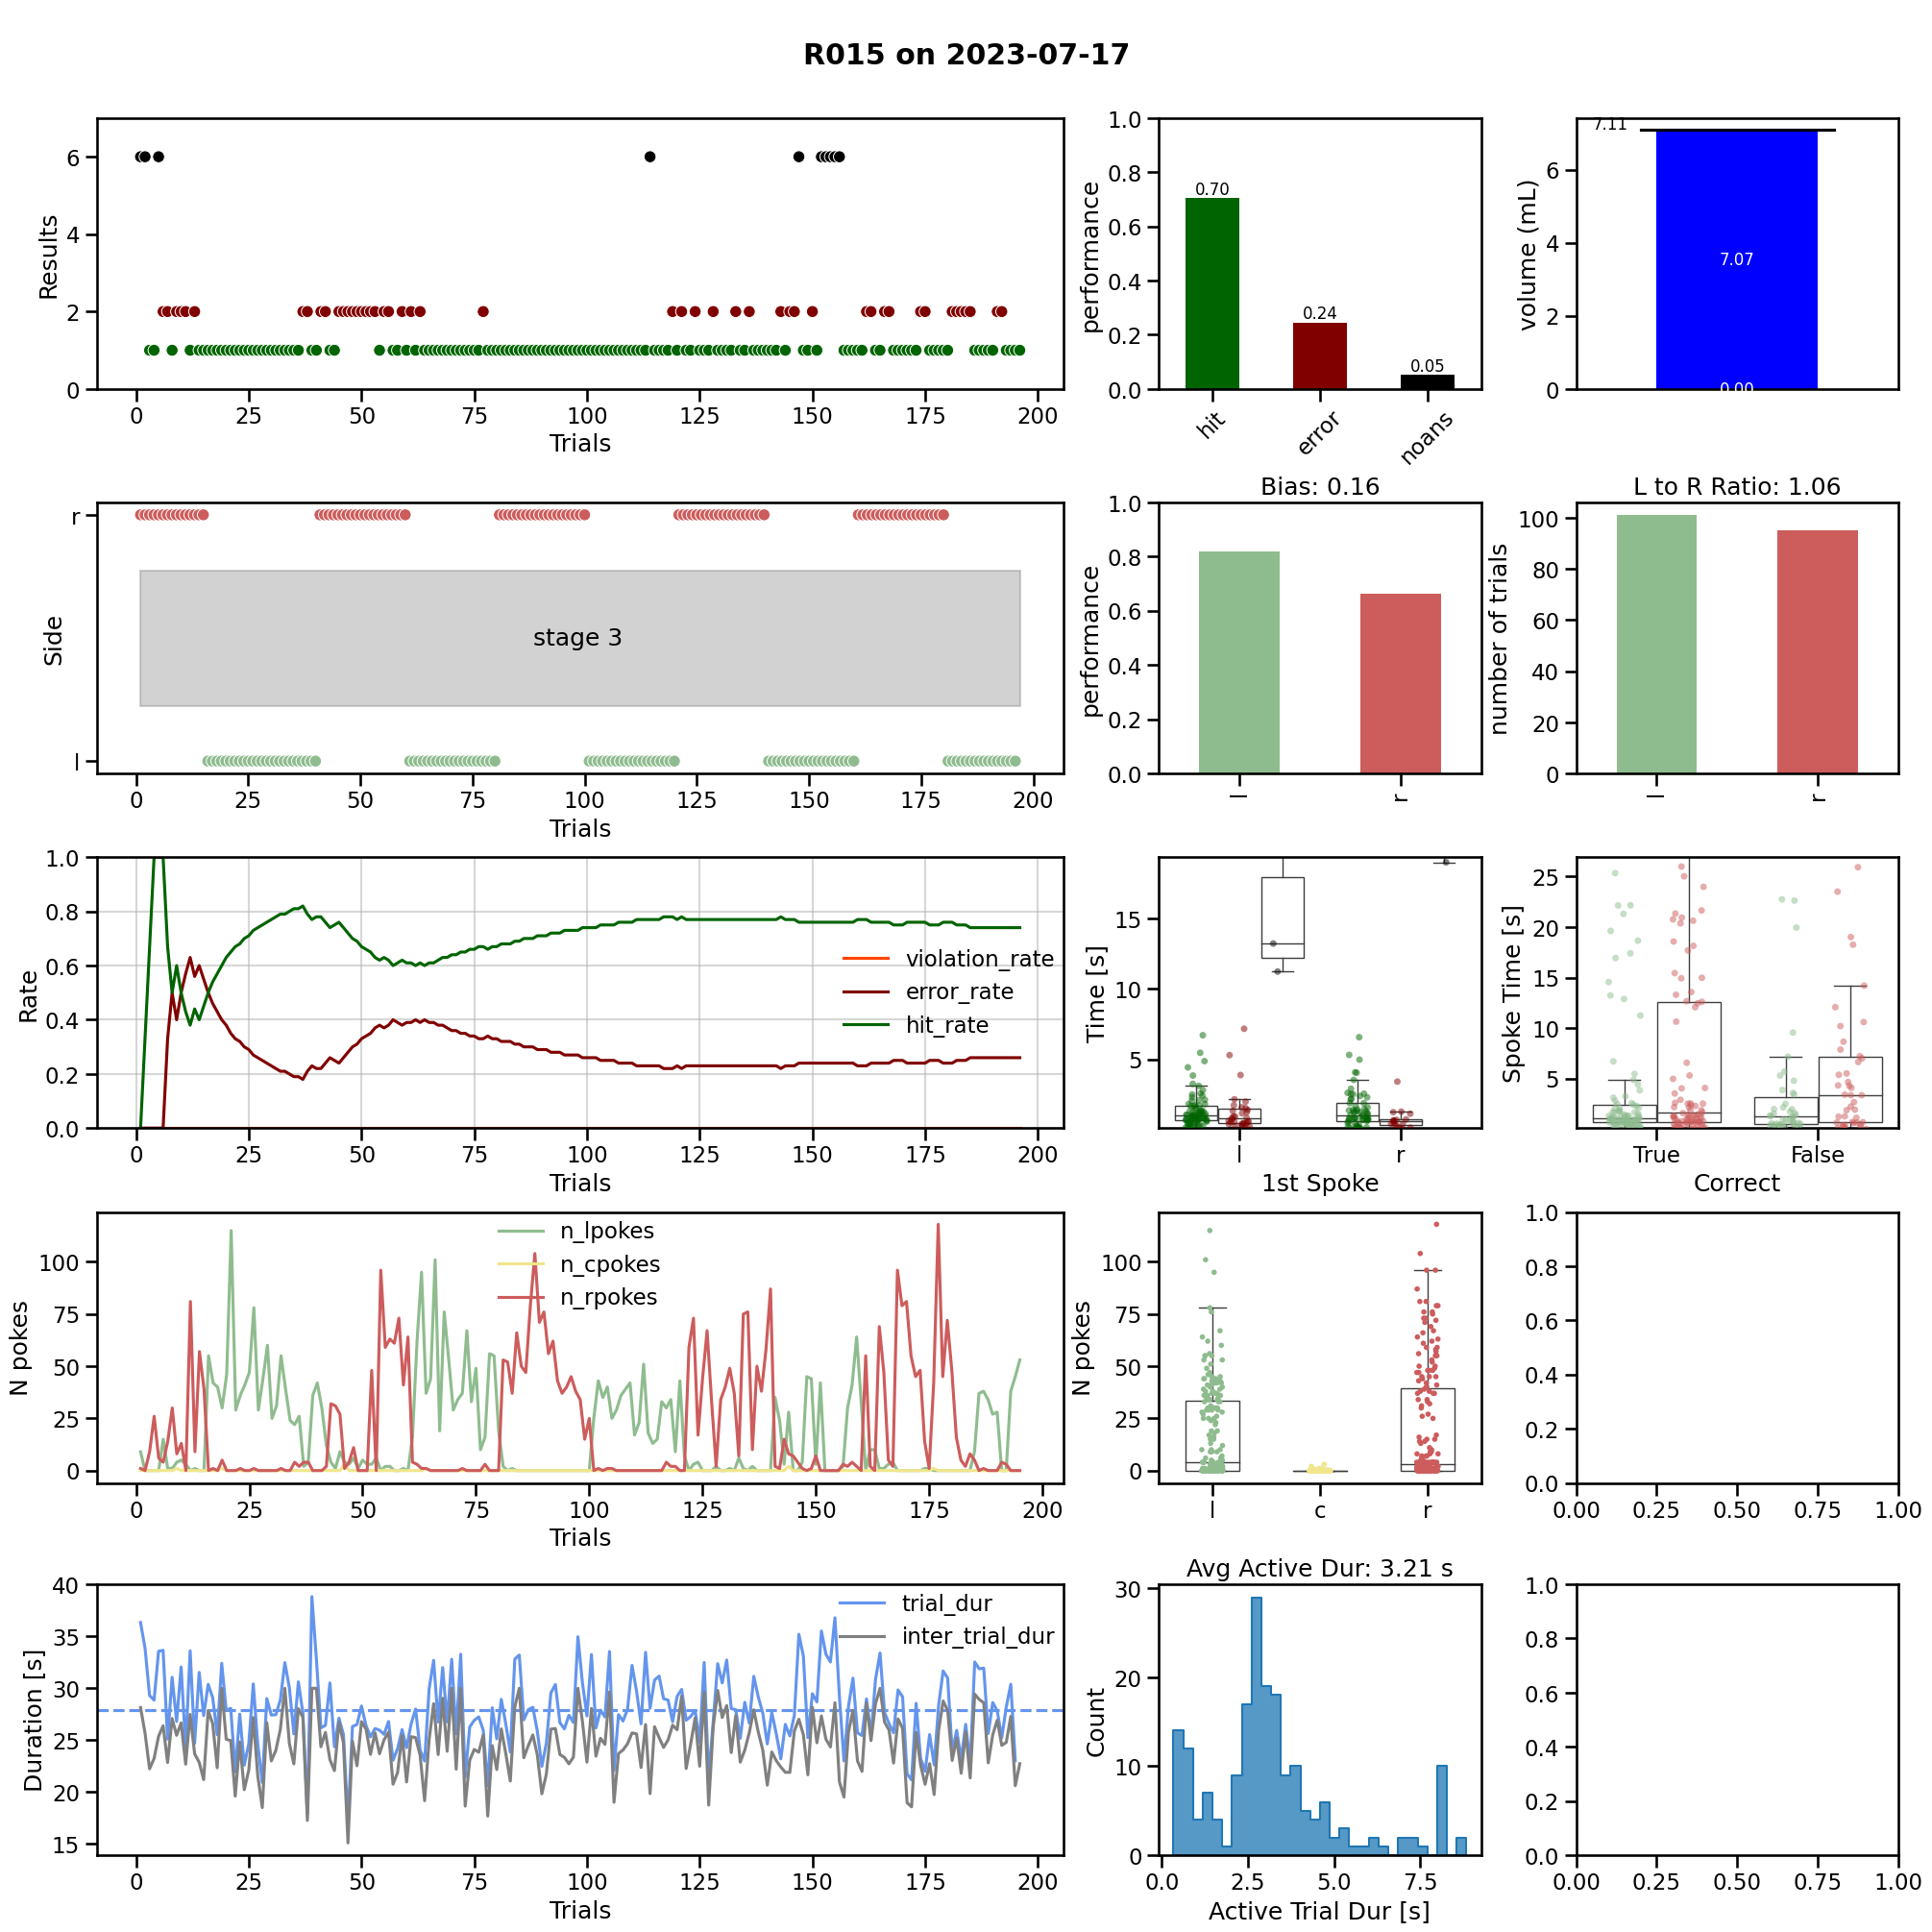 R015 on 2023-07-17
Results
6
4
2
0
0 25 50 75 100 125 150 175 200
Trials
performance
1.0
0.8
0.6
0.4
0.2
0.0
0.70
0.24
0.05
hit error noans
volume (mL)
6
4
2
0
7.11
7.07
0.00
Side
r
l
stage 3
0 25 50 75 100 125 150 175 200
Trials
Bias: 0.16
performance
1.0
0.8
0.6
0.4
0.2
0.0
l r
L to R Ratio: 1.06
number of trials
100
80
60
40
20
0
l r
Rate
1.0
0.8
0.6
0.4
0.2
0.0
violation_rate
error_rate
hit_rate
0 25 50 75 100 125 150 175 200
Trials
Time [s]
15
10
5
l r
1st Spoke
Spoke Time [s]
25
20
15
10
5
True False
Correct
N pokes
100
75
50
25
0
n_lpokes
n_cpokes
n_rpokes
0 25 50 75 100 125 150 175 200
Trials
N pokes
100
75
50
25
0
l c r
1.0
0.8
0.6
0.4
0.2
0.0
0.00 0.25 0.50 0.75 1.00
Duration [s]
40
35
30
25
20
15
trial_dur
inter_trial_dur
0 25 50 75 100 125 150 175 200
Trials
Avg Active Dur: 3.21 s
Count
30
20
10
0
0.0 2.5 5.0 7.5
Active Trial Dur [s]
1.0
0.8
0.6
0.4
0.2
0.0
0.00 0.25 0.50 0.75 1.00